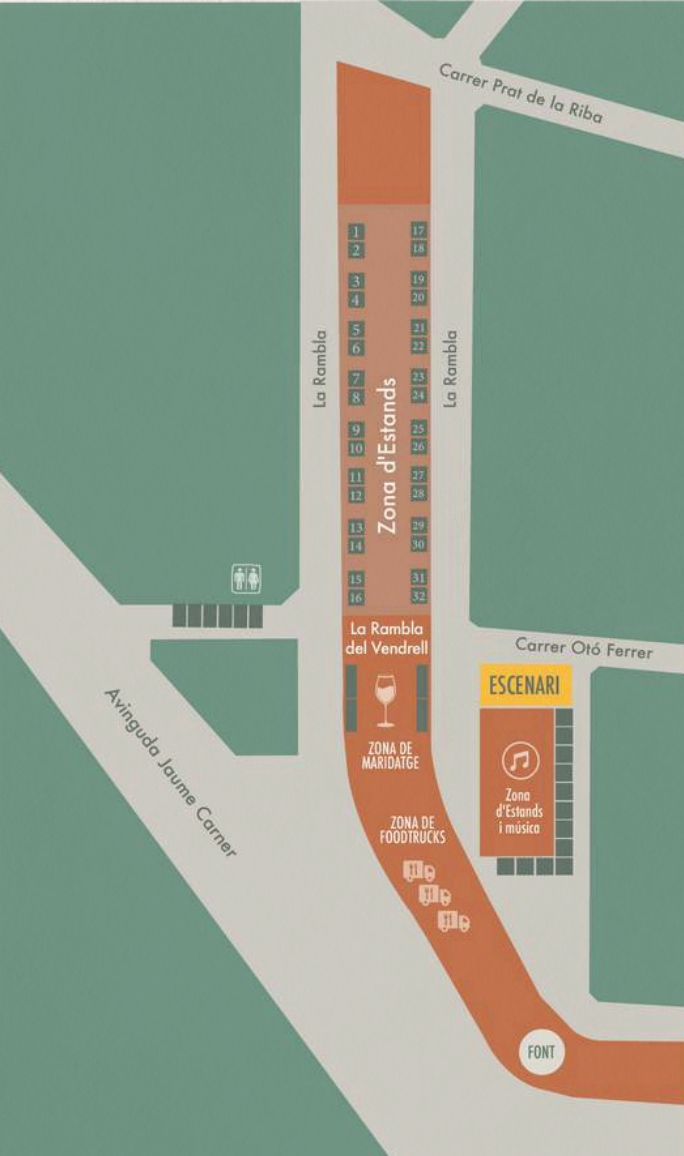 Carrer Prat de la Riba
1
17
2
18
3
19
4
20
5
21
6
22
La Rambla
La Rambla
7
23
8
24
Zona d'Estands
9
25
10
26
11
27
12
28
13
29
14
30
15
31
16
32
La Rambla
del Vendrell
Carrer Otó Ferrer
ESCENARI
Avinguda Jaume Carner
ZONA DE
MARIDATGE
Zona
d'Estands
i música
ZONA DE
FOODTRUCKS
FONT